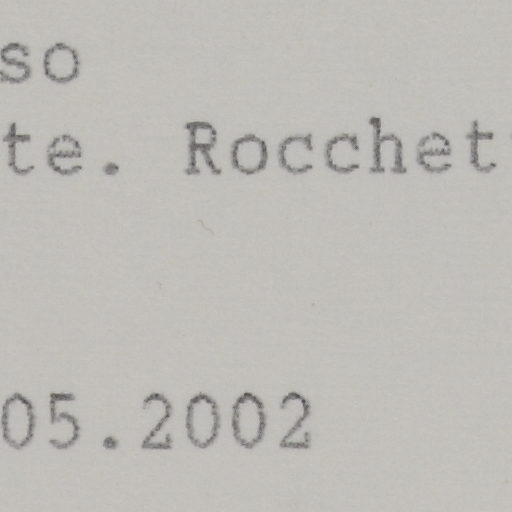 so
te. Rocchet
05.2002